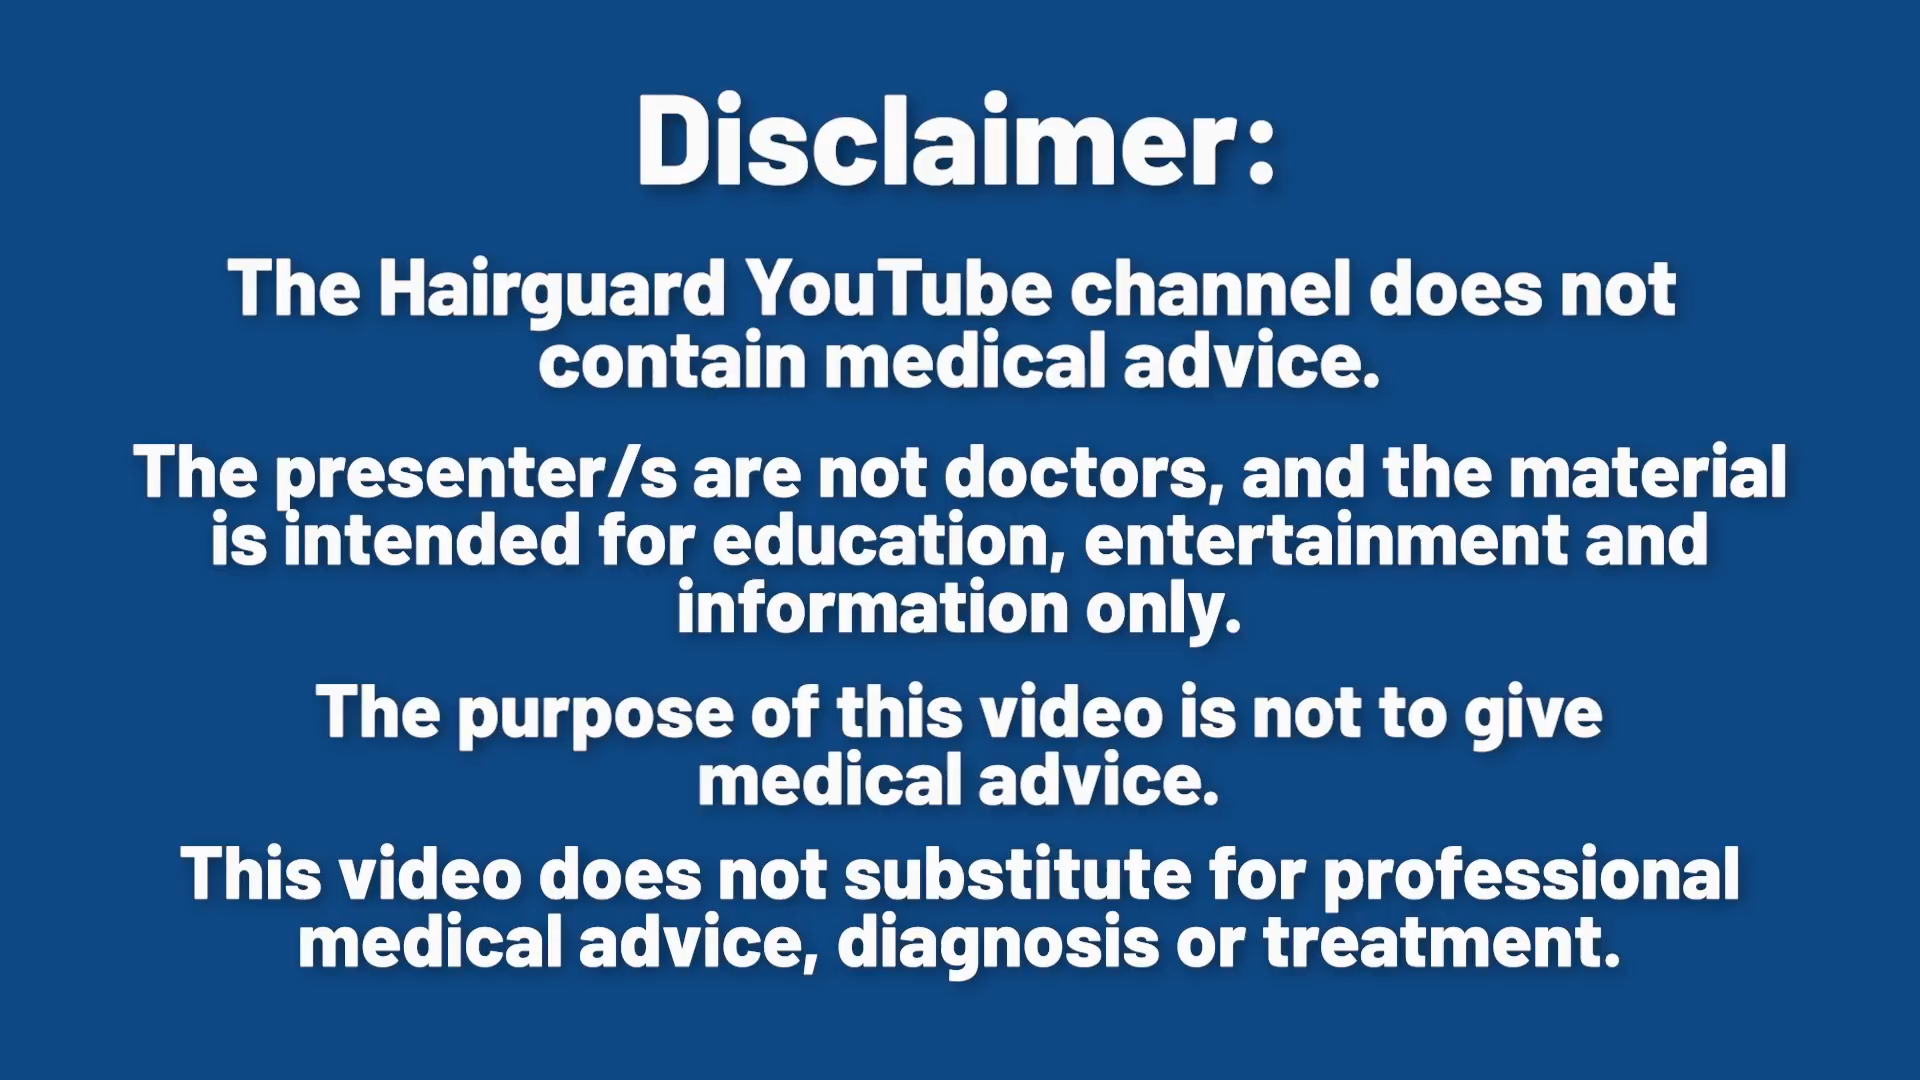 Disclaimer:
The Hairguard YouTube channel does not
contain medical advice.
The presenter/s are not doctors, and the material
is intended for education, entertainment and
information only.
The purpose of this video is not to give
medical advice.
This video does not substitute for professional
medical advice, diagnosis or treatment.